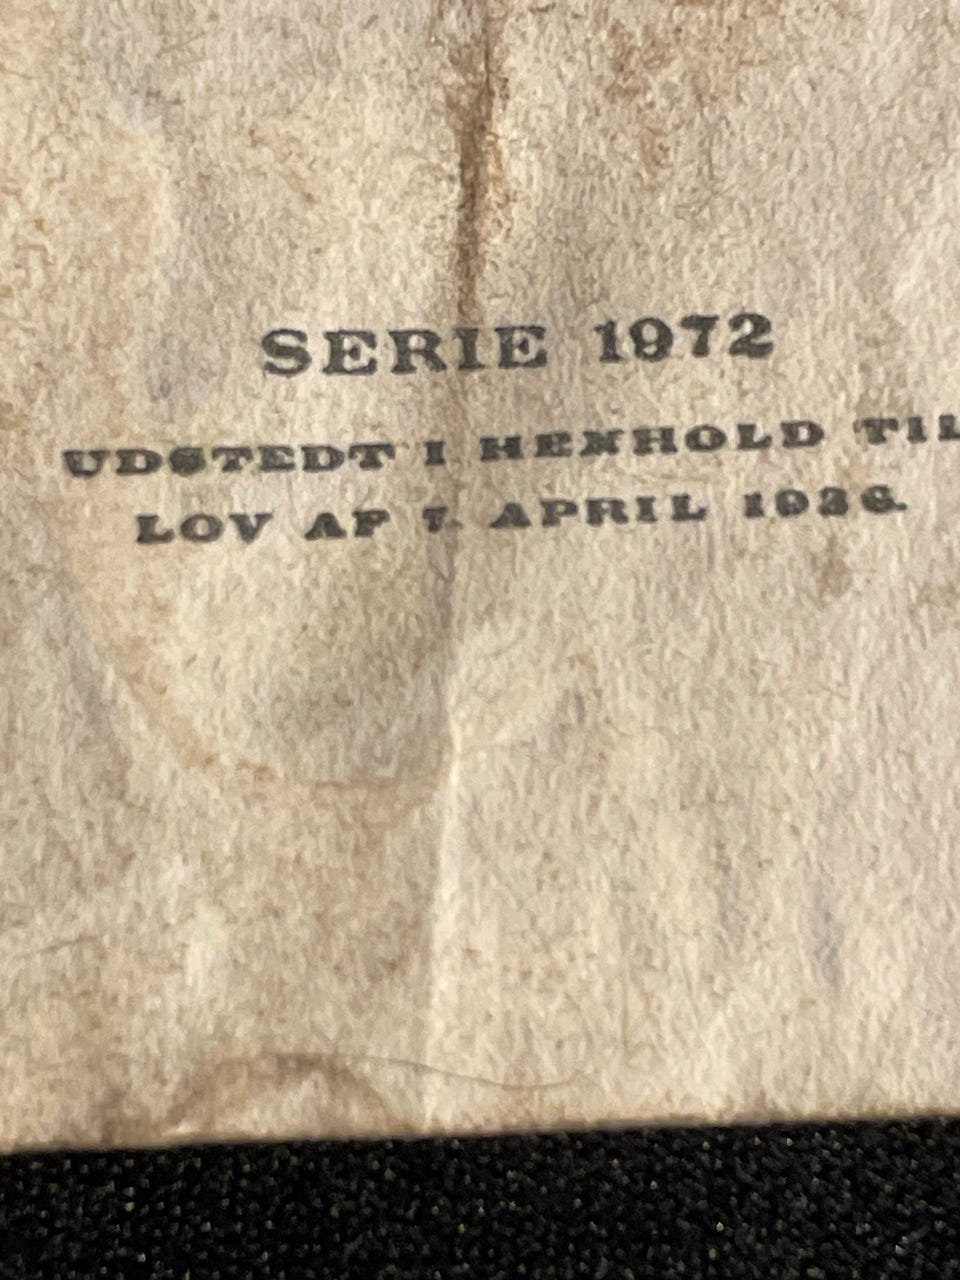 SERIE 1972
UDSTEDT I HENHOLD TIL
LOV AF 7. APRIL 1936.